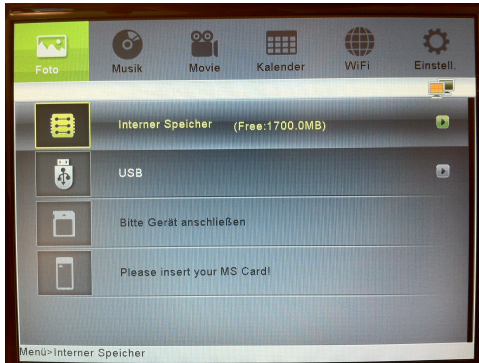 Foto
Musik
Movie
Kalender
WiFi
Einstell.
Interner Speicher (Free:1700.0MB)
USB
Bitte Gerät anschließen
Please insert your MS Card!
Menü>Interner Speicher